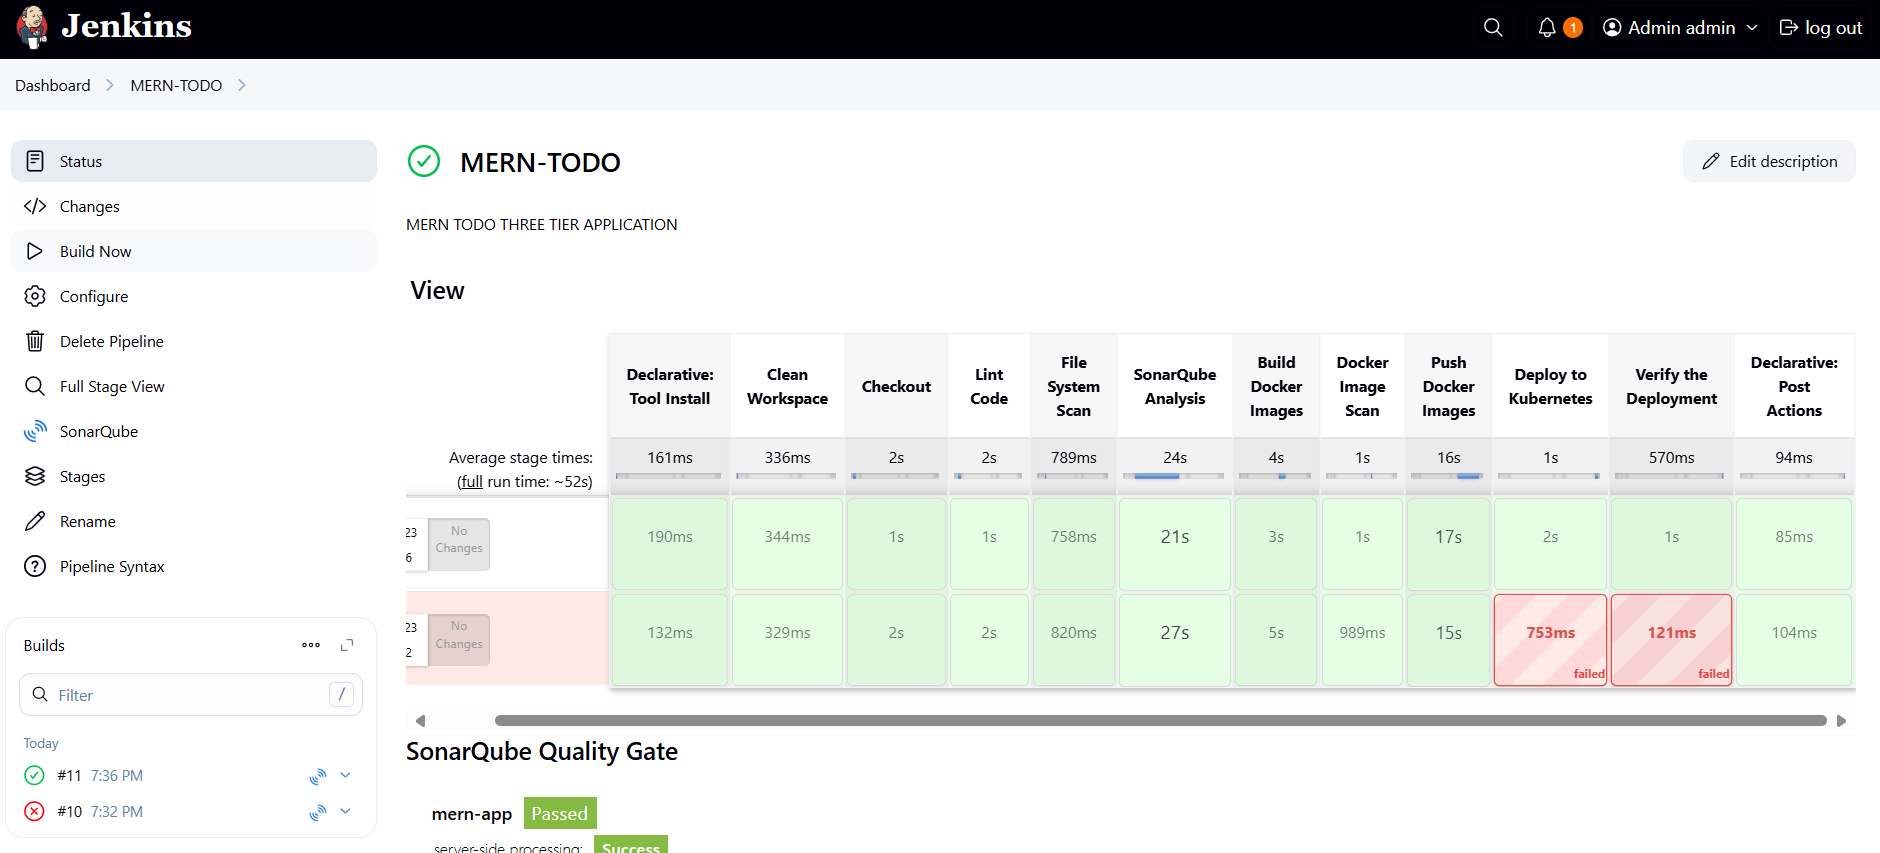 Jenkins
1
Admin admin
log out
Dashboard
MERN-TODO
Status
Changes
Build Now
Configure
Delete Pipeline
Full Stage View
SonarQube
Stages
Rename
Pipeline Syntax
Builds
Filter
/
Today
#11 7:36 PM
#10 7:32 PM
MERN-TODO
Edit description
MERN TODO THREE TIER APPLICATION
View
Declarative: Tool Install
Clean Workspace
Checkout
Lint Code
File System Scan
SonarQube Analysis
Build Docker Images
Docker Image Scan
Push Docker Images
Deploy to Kubernetes
Verify the Deployment
Declarative: Post Actions
Average stage times:
(full run time: ~52s)
161ms 336ms 2s 2s 789ms 24s 4s 1s 16s 1s 570ms 94ms
23
6
No Changes
190ms 344ms 1s 1s 758ms 21s 3s 1s 17s 2s 1s 85ms
23
2
No Changes
132ms 329ms 2s 2s 820ms 27s 5s 989ms 15s 753ms 121ms 104ms
failed failed
SonarQube Quality Gate
mern-app Passed
server-side processing: Success